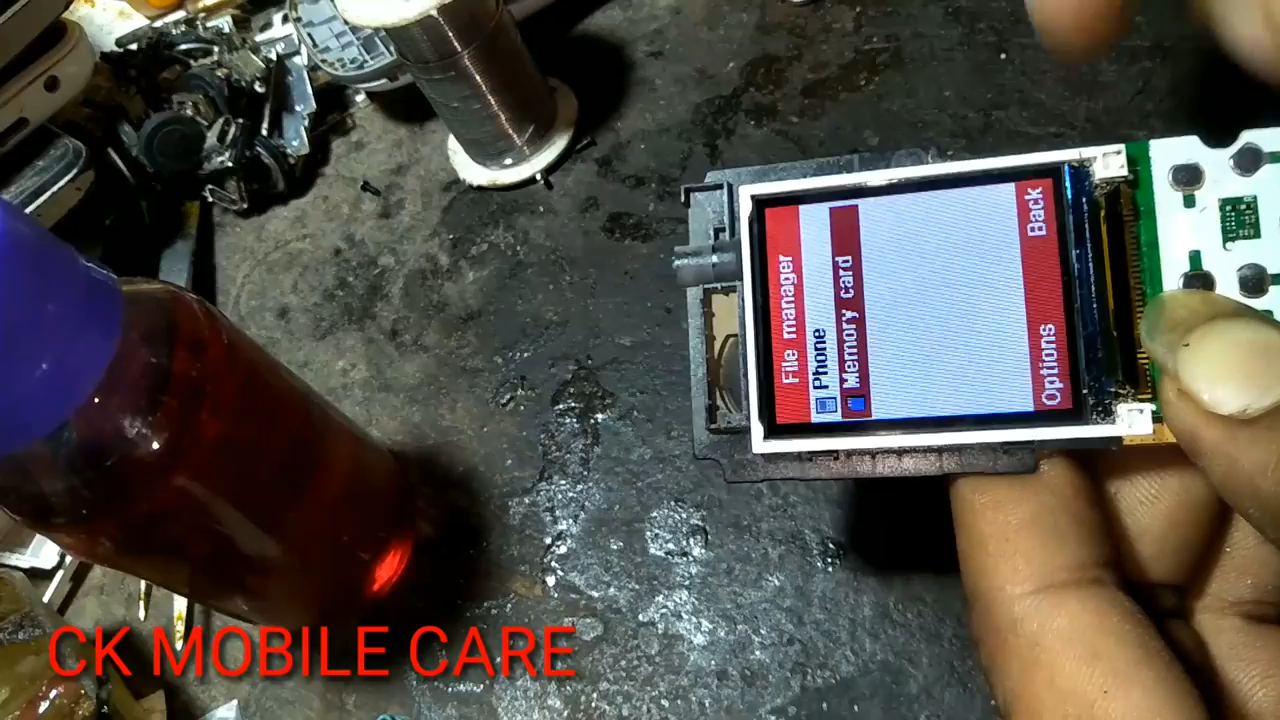 File manager
Phone
Memory card
Options
Back
CK MOBILE CARE